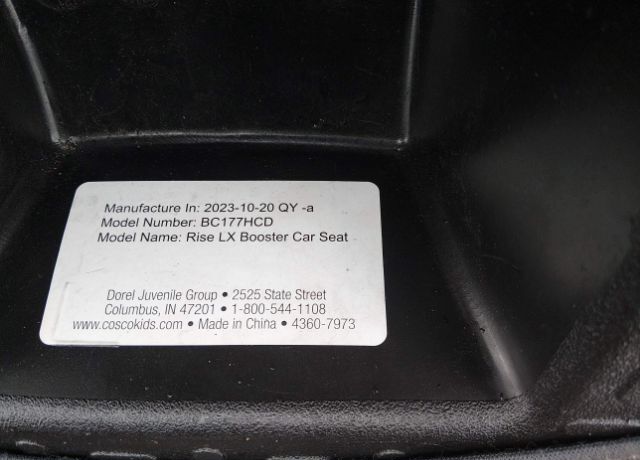 Manufacture In: 2023-10-20 QY -a
Model Number: BC177HCD
Model Name: Rise LX Booster Car Seat
Dorel Juvenile Group • 2525 State Street
Columbus, IN 47201 • 1-800-544-1108
www.coscokids.com • Made in China • 4360-7973